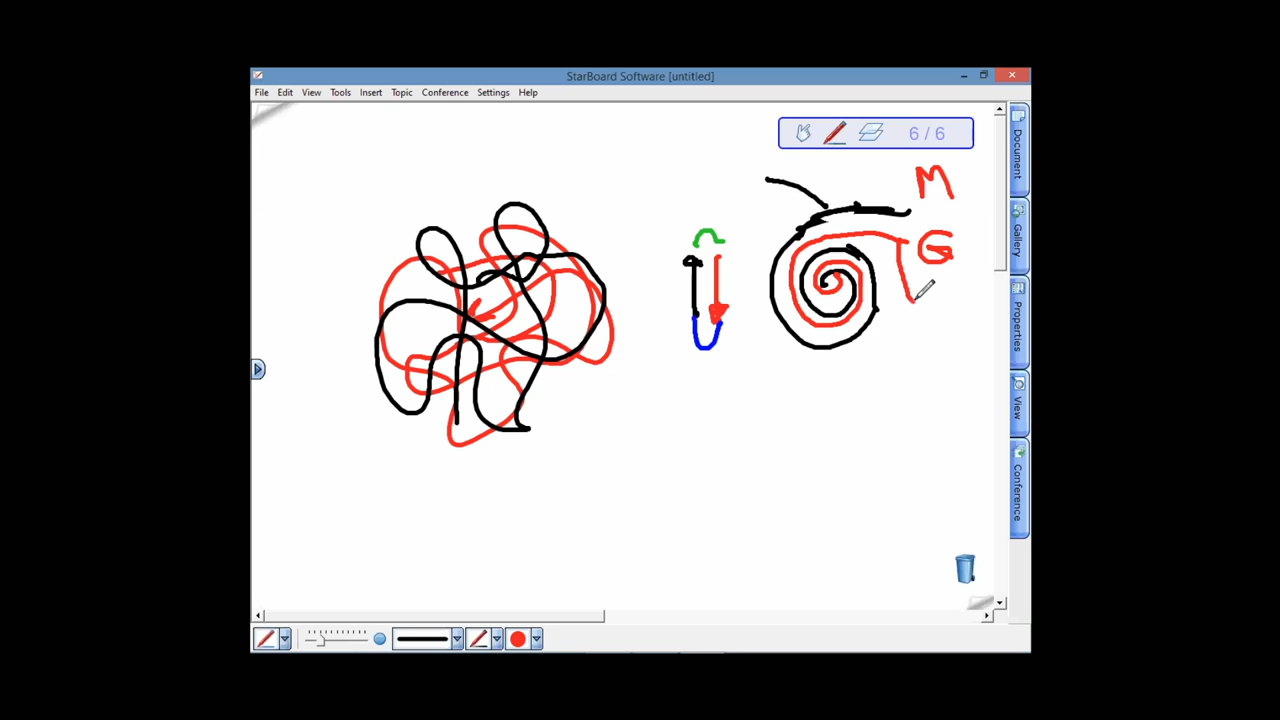 StarBoard Software [untitled]
File Edit View Tools Insert Topic Conference Settings Help
6 / 6
M
G
Document
Gallery
Properties
View
Conference